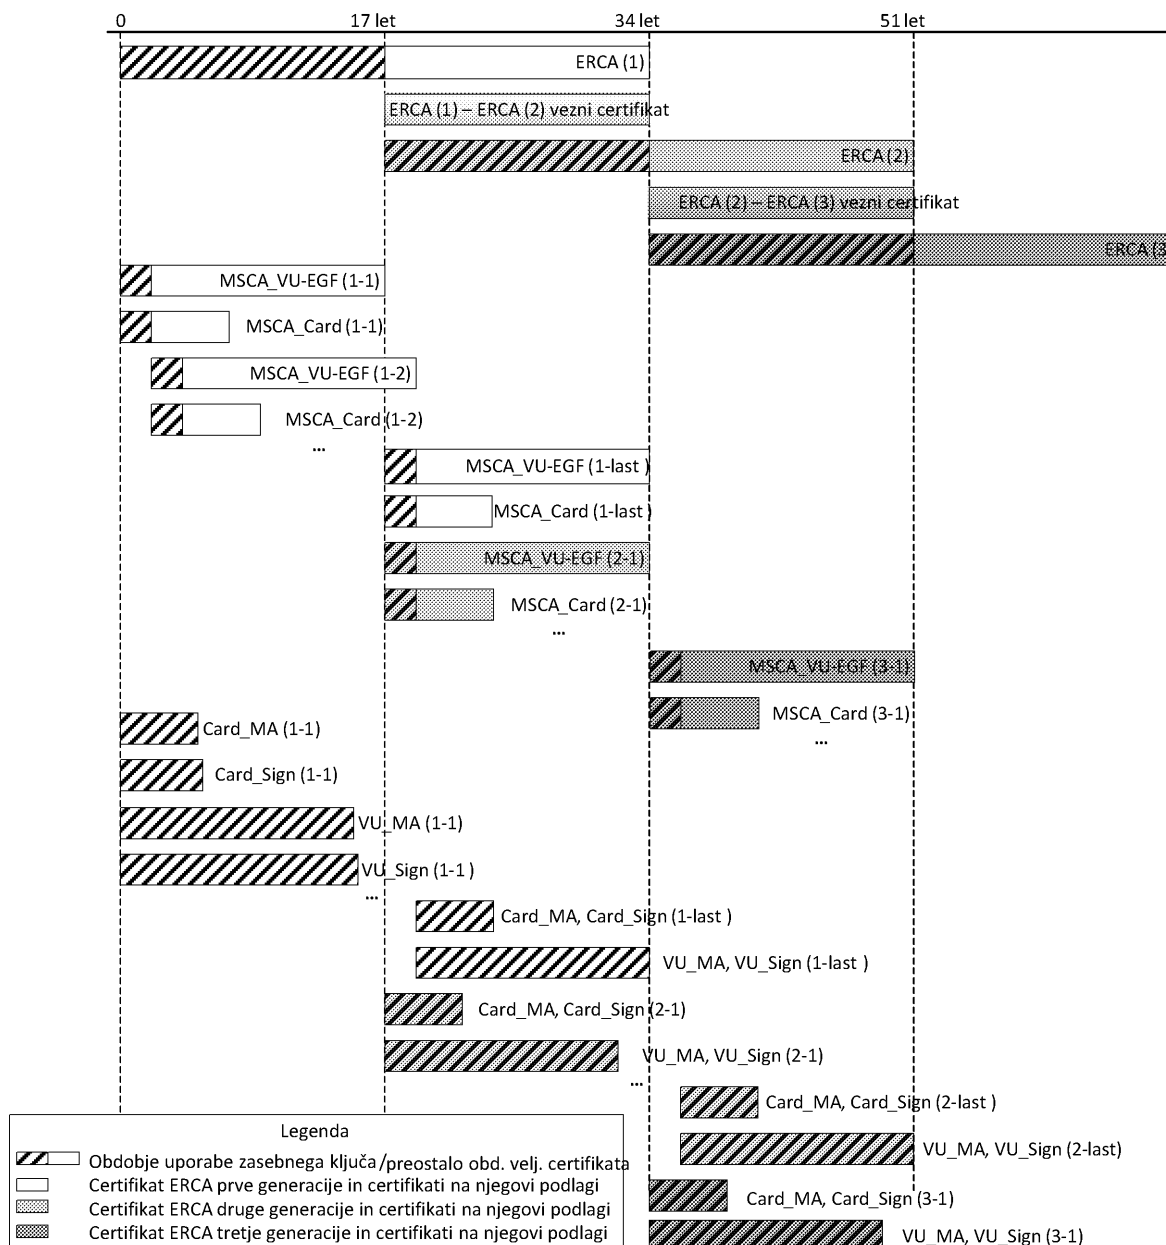 0 17 let 34 let 51 let
ERCA (1)
ERCA (1) – ERCA (2) vezni certifikat
ERCA (2)
ERCA (2) – ERCA (3) vezni certifikat
ERCA (3
MSCA_VU-EGF (1-1)
MSCA_Card (1-1)
MSCA_VU-EGF (1-2)
MSCA_Card (1-2)
...
MSCA_VU-EGF (1-last )
MSCA_Card (1-last )
MSCA_VU-EGF (2-1)
MSCA_Card (2-1)
...
MSCA_VU-EGF (3-1)
MSCA_Card (3-1)
...
Card_MA (1-1)
Card_Sign (1-1)
VU_MA (1-1)
VU_Sign (1-1 )
...
Card_MA, Card_Sign (1-last )
VU_MA, VU_Sign (1-last )
Card_MA, Card_Sign (2-1)
VU_MA, VU_Sign (2-1)
...
Card_MA, Card_Sign (2-last )
VU_MA, VU_Sign (2-last)
Card_MA, Card_Sign (3-1)
VU_MA, VU_Sign (3-1)
Legenda
Obdobje uporabe zasebnega ključa/preostalo obd. velj. certifikata
Certifikat ERCA prve generacije in certifikati na njegovi podlagi
Certifikat ERCA druge generacije in certifikati na njegovi podlagi
Certifikat ERCA tretje generacije in certifikati na njegovi podlagi